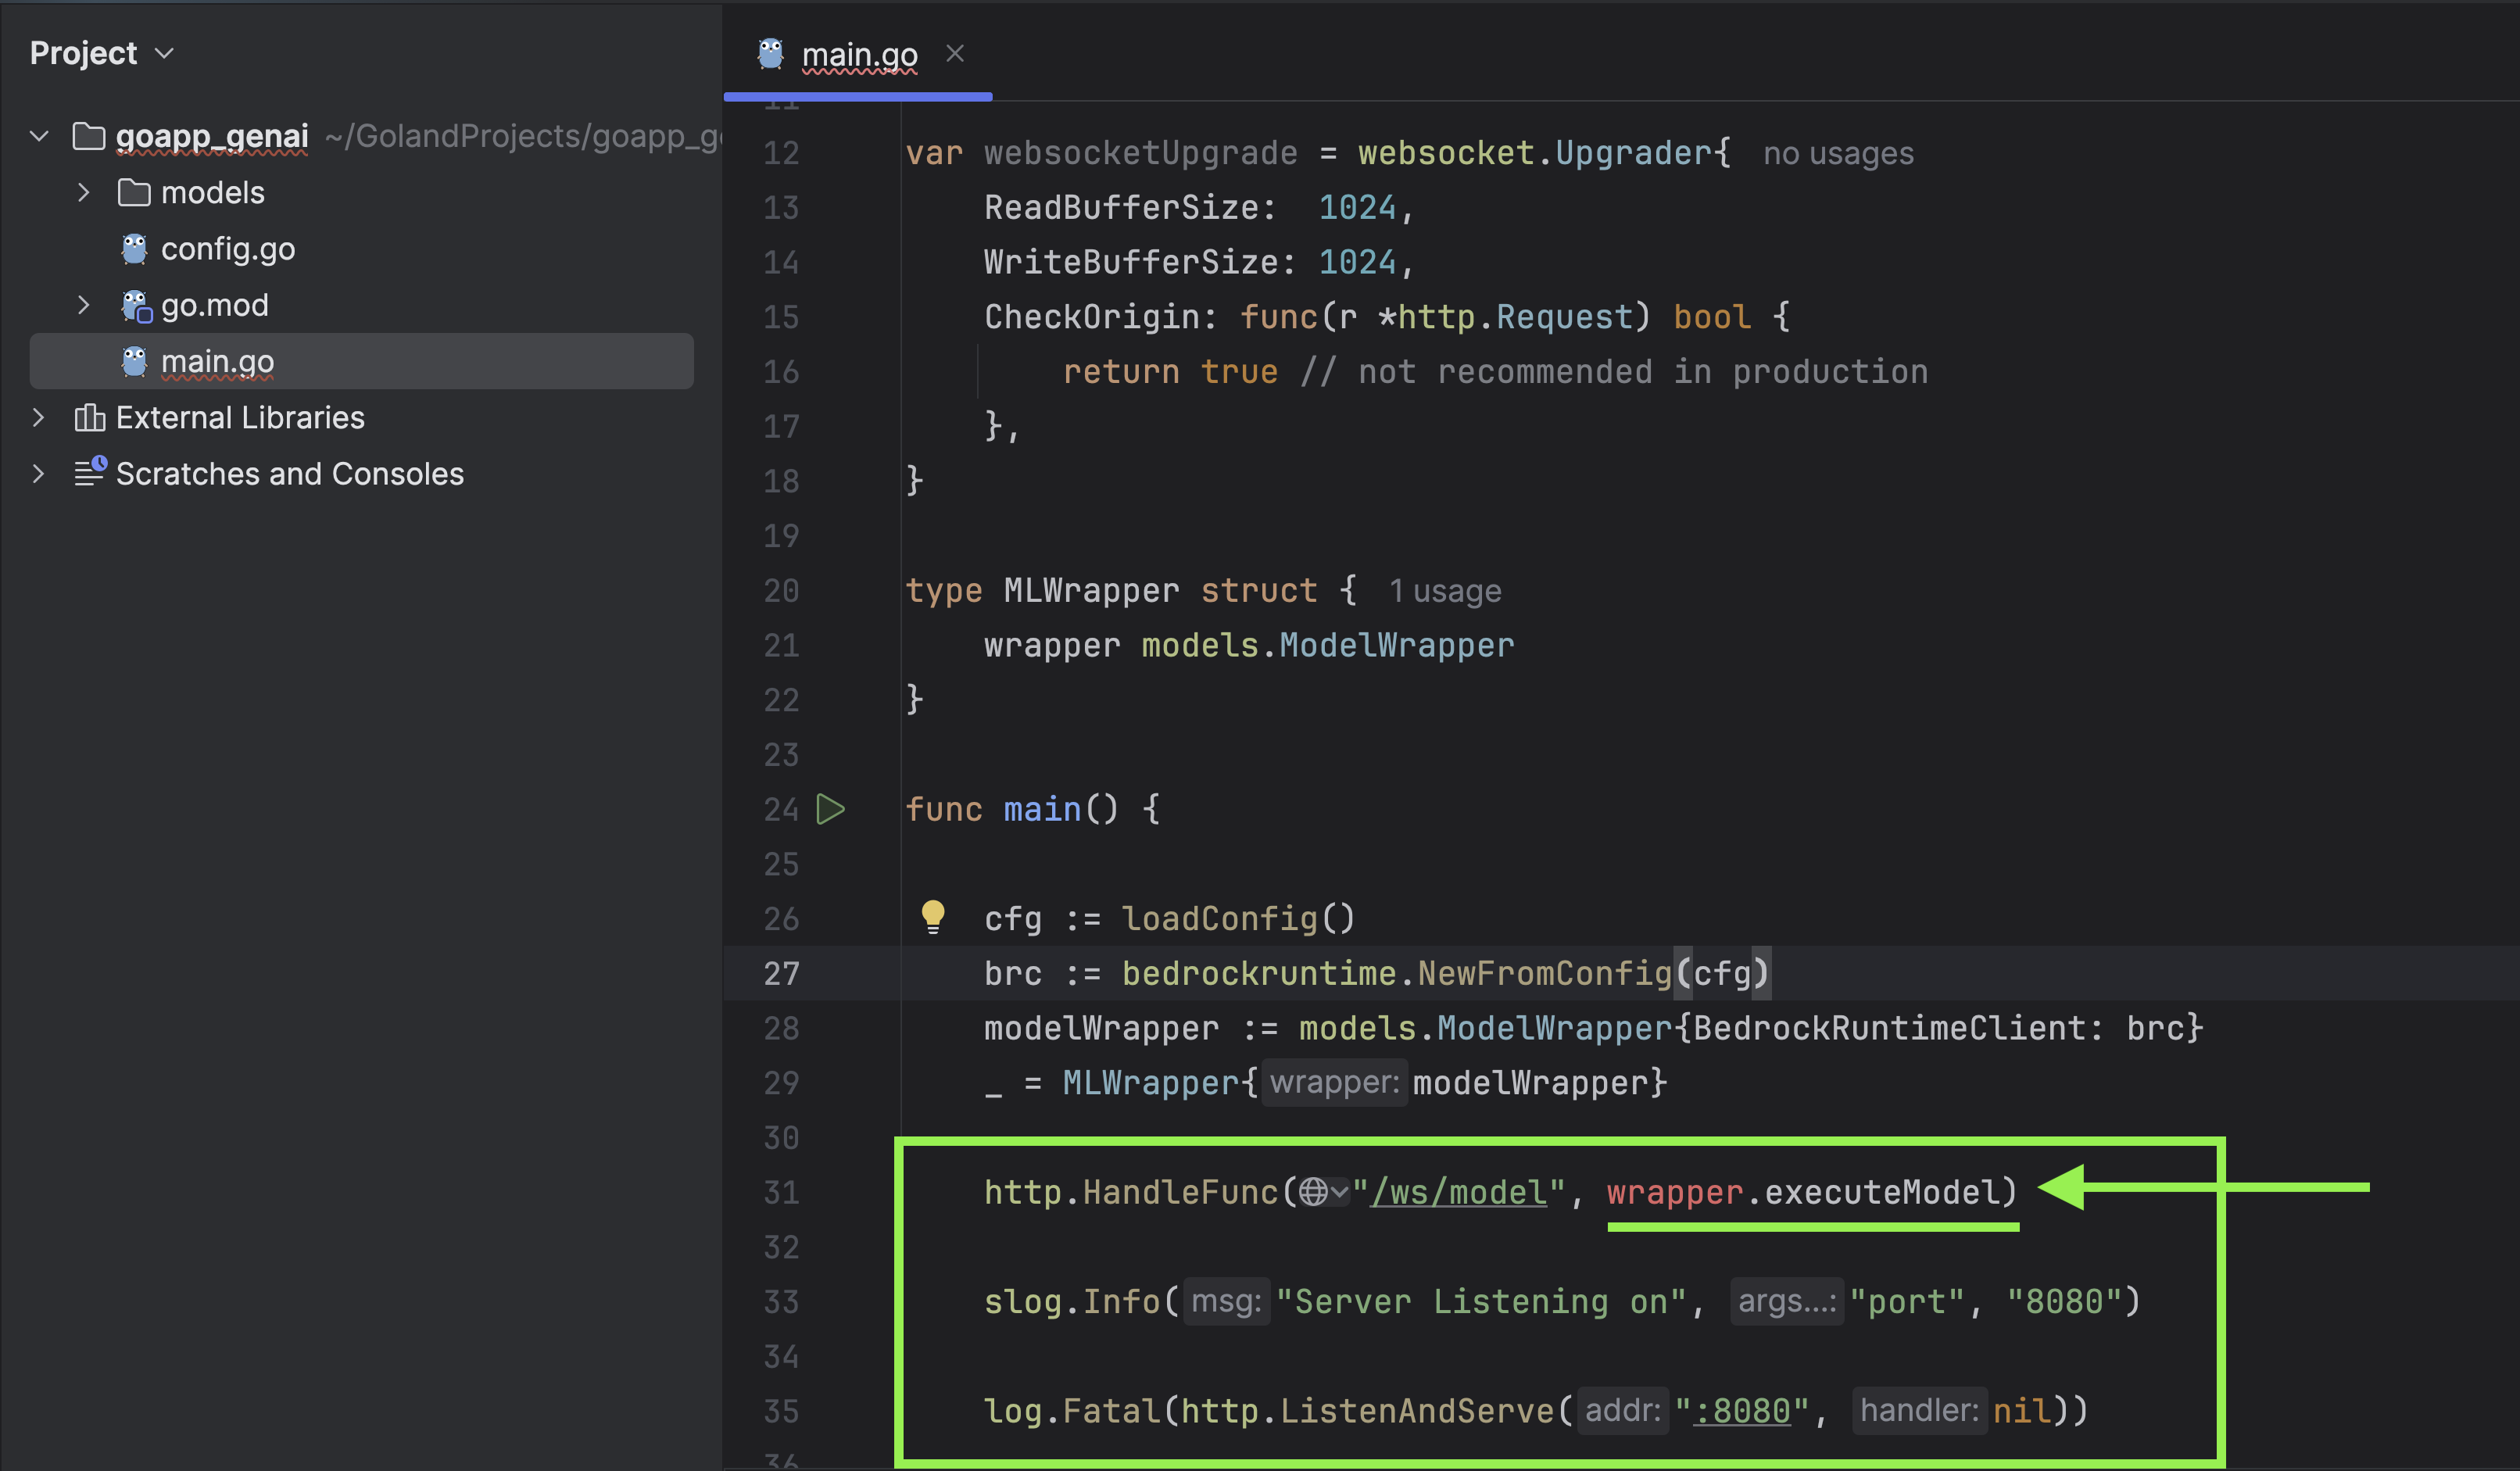 Project
goapp_genai ~/GolandProjects/goapp_g
models
config.go
go.mod
main.go
External Libraries
Scratches and Consoles
main.go
11
12 var websocketUpgrade = websocket.Upgrader{ no usages
13 ReadBufferSize: 1024,
14 WriteBufferSize: 1024,
15 CheckOrigin: func(r *http.Request) bool {
16 return true // not recommended in production
17 },
18 }
19
20 type MLWrapper struct { 1 usage
21 wrapper models.ModelWrapper
22 }
23
24 func main() {
25
26 cfg := loadConfig()
27 brc := bedrockruntime.NewFromConfig(cfg)
28 modelWrapper := models.ModelWrapper{BedrockRuntimeClient: brc}
29 _ = MLWrapper{ wrapper: modelWrapper}
30
31 http.HandleFunc("/ws/model", wrapper.executeModel)
32
33 slog.Info( msg: "Server Listening on", args...: "port", "8080")
34
35 log.Fatal(http.ListenAndServe( addr: ":8080", handler: nil))
36